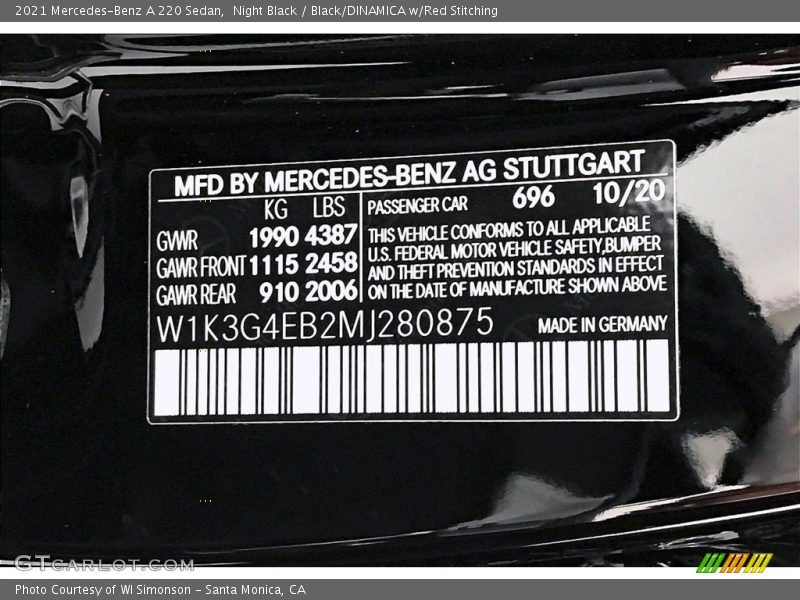 2021 Mercedes-Benz A 220 Sedan,  Night Black / Black/DINAMICA w/Red Stitching
MFD BY MERCEDES-BENZ AG STUTTGART
KG LBS
GWR 1990 4387
GAWR FRONT 1115 2458
GAWR REAR 910 2006
PASSENGER CAR 696 10/20
THIS VEHICLE CONFORMS TO ALL APPLICABLE
U.S. FEDERAL MOTOR VEHICLE SAFETY,BUMPER
AND THEFT PREVENTION STANDARDS IN EFFECT
ON THE DATE OF MANUFACTURE SHOWN ABOVE
W1K3G4EB2MJ280875 MADE IN GERMANY
GTCARLOT.COM
Photo Courtesy of WI Simonson - Santa Monica, CA